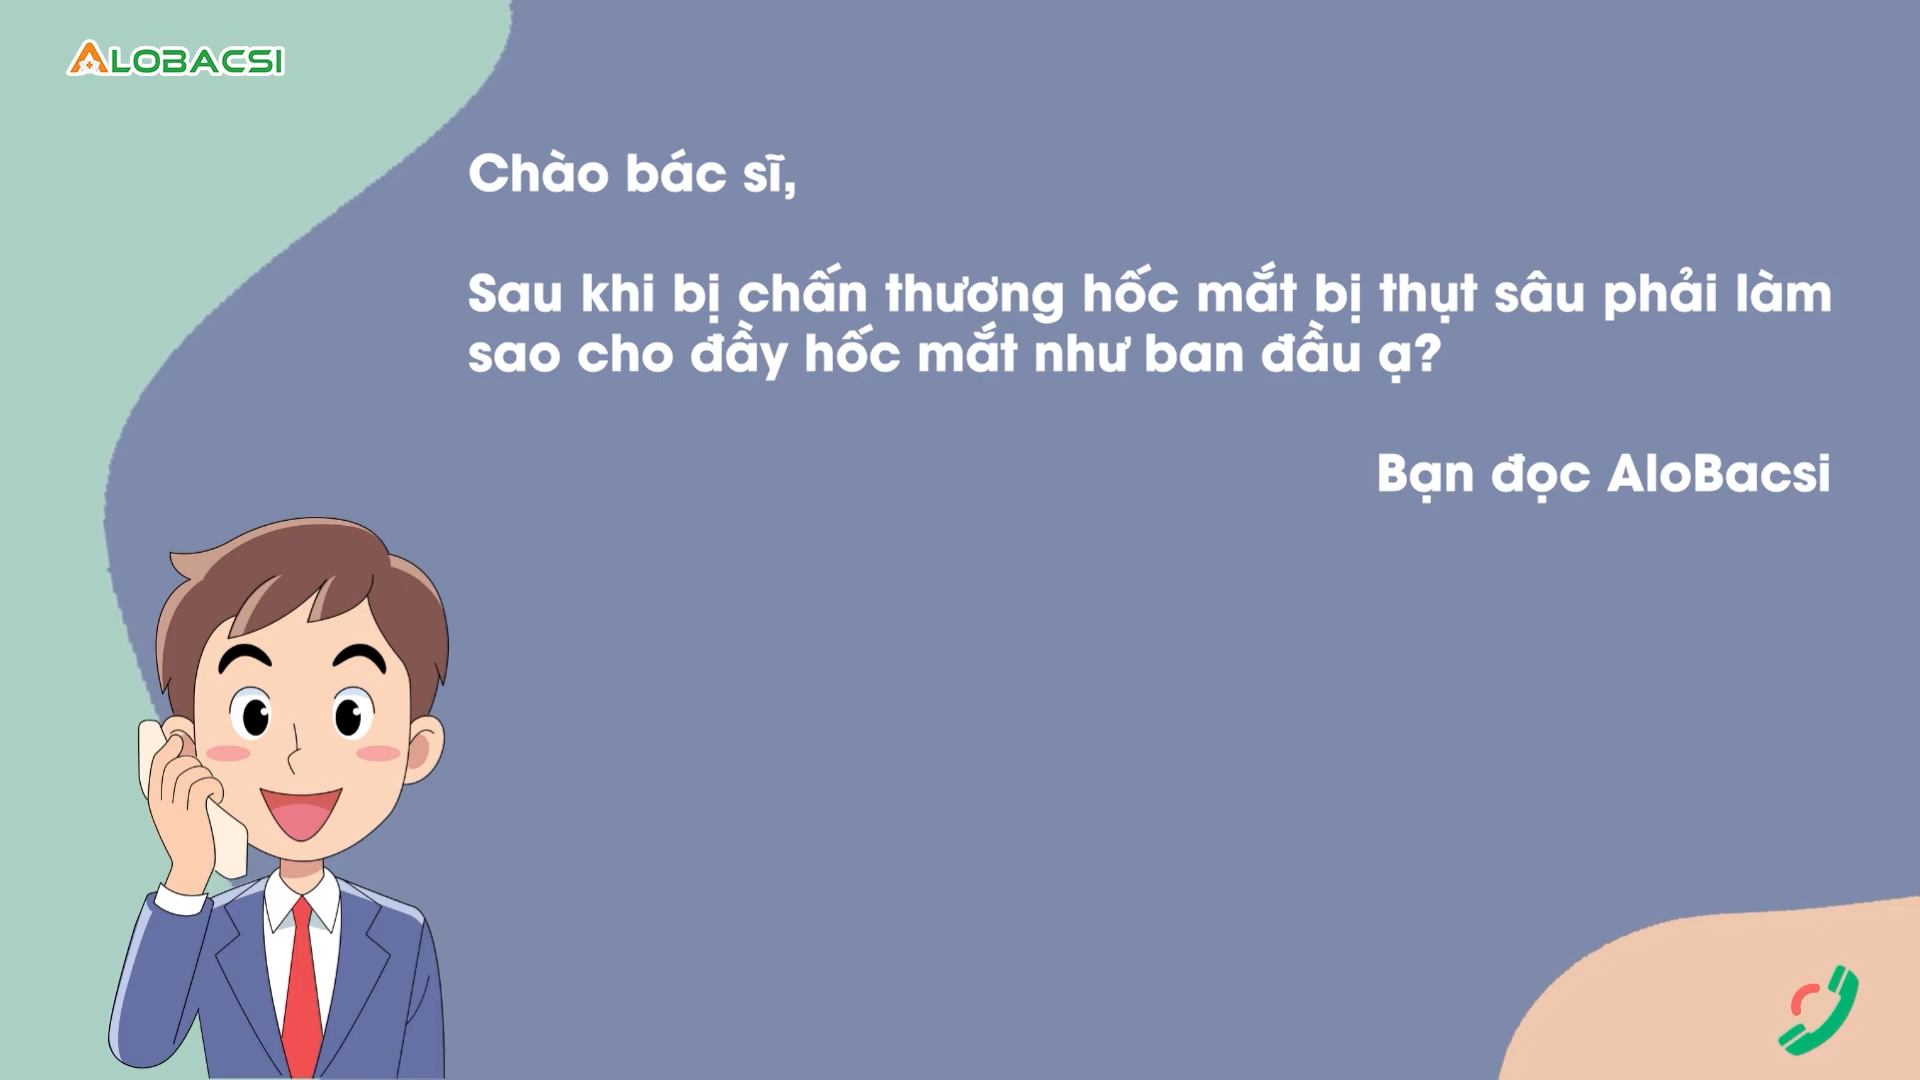 ALOBACSI
Chào bác sĩ,
Sau khi bị chấn thương hốc mắt bị thụt sâu phải làm
sao cho đầy hốc mắt như ban đầu ạ?
Bạn đọc AloBacsi